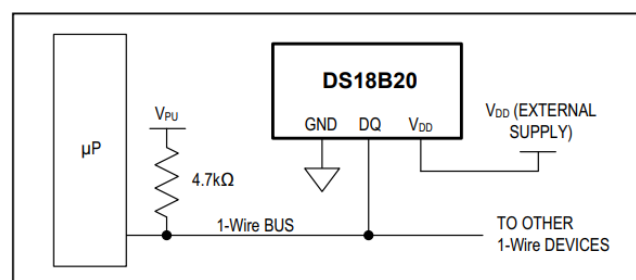 DS18B20
GND DQ VDD
VDD (EXTERNAL
SUPPLY)
VPU
µP
4.7kΩ
1-Wire BUS
TO OTHER
1-Wire DEVICES